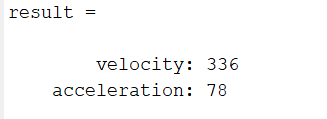 result =
velocity: 336
acceleration: 78